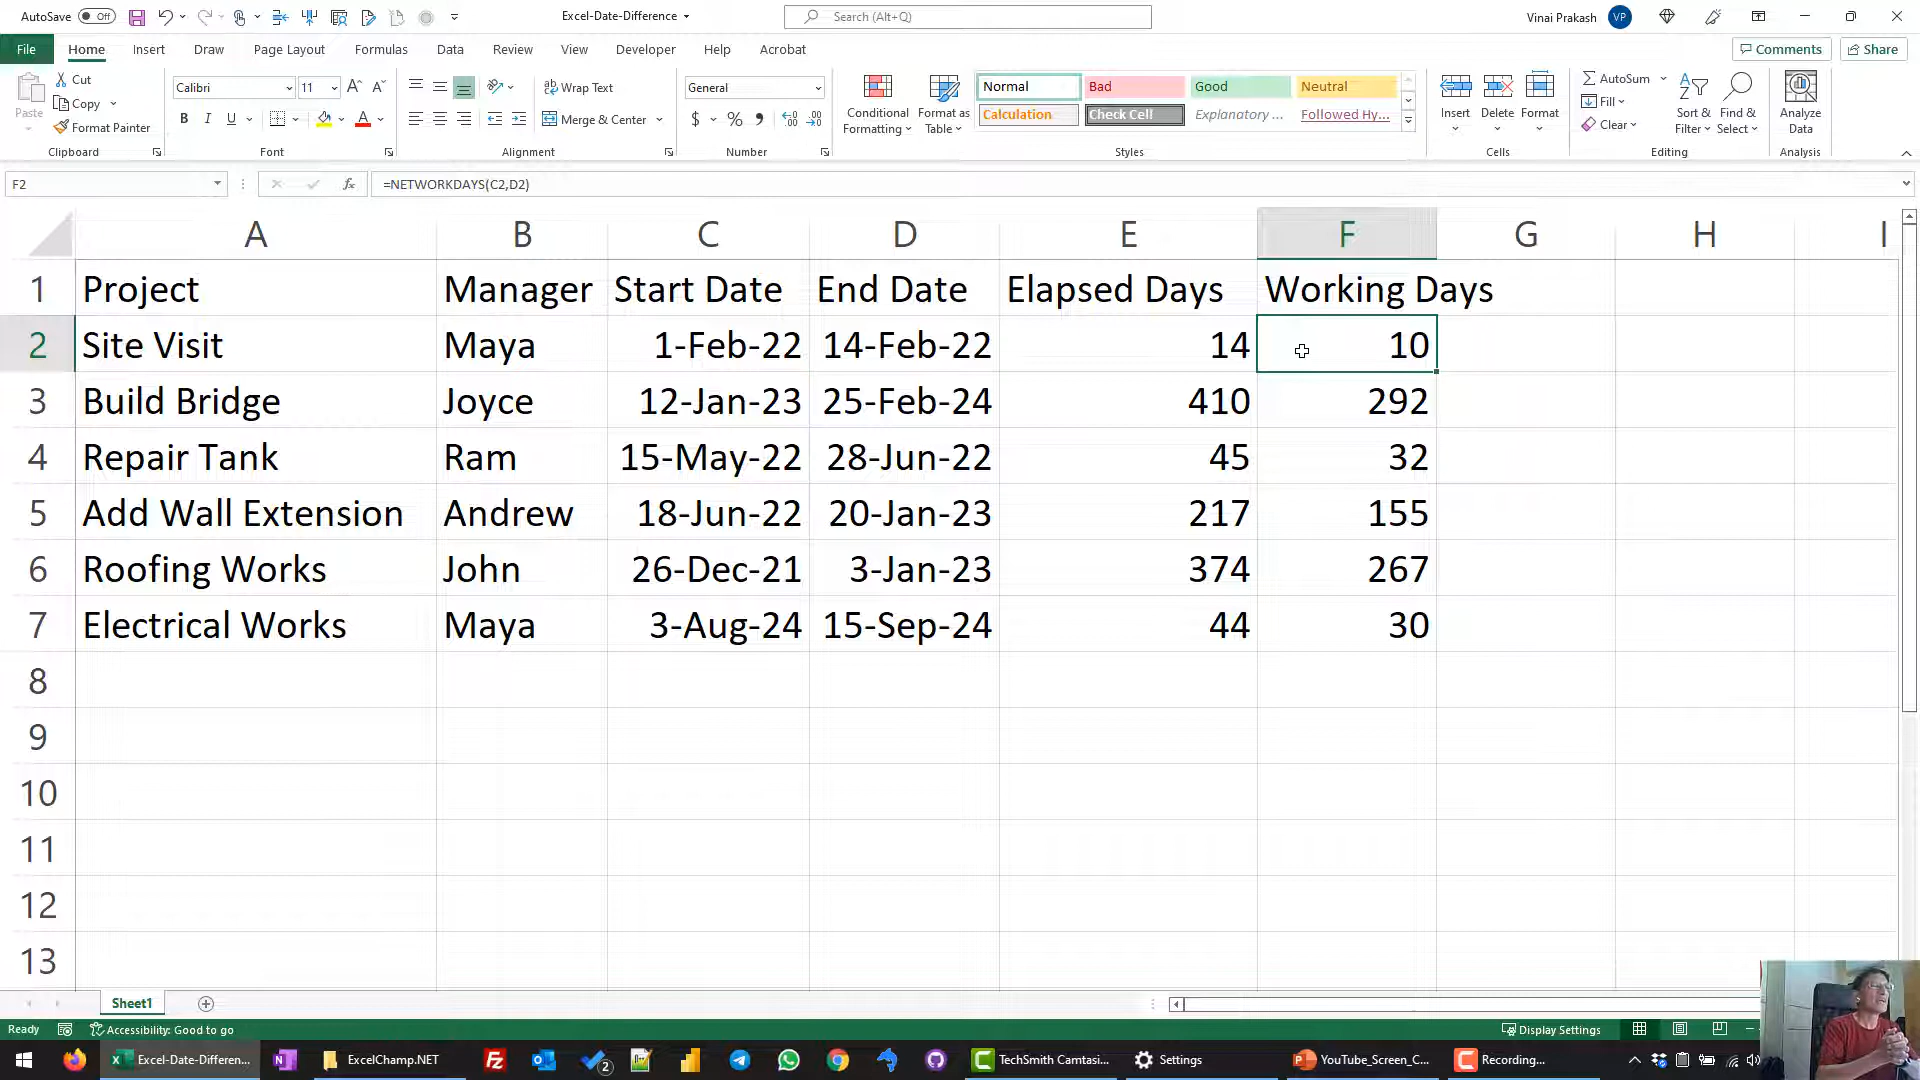 AutoSave Off Excel-Date-Difference Search (Alt+Q) Vinai Prakash VP
File Home Insert Draw Page Layout Formulas Data Review View Developer Help Acrobat Comments Share
Paste Cut Copy Format Painter Clipboard
Calibri 11 B I U Font
Wrap Text Merge & Center Alignment
General $ % Number
Conditional Formatting Format as Table
Normal Bad Good Neutral
Calculation Check Cell Explanatory ... Followed Hy...
Styles
Insert Delete Format Cells
AutoSum Fill Clear Sort & Filter Find & Select Editing
Analyze Data Analysis
F2 fx =NETWORKDAYS(C2,D2)
A B C D E F G H I
1 Project Manager Start Date End Date Elapsed Days Working Days
2 Site Visit Maya 1-Feb-22 14-Feb-22 14 10
3 Build Bridge Joyce 12-Jan-23 25-Feb-24 410 292
4 Repair Tank Ram 15-May-22 28-Jun-22 45 32
5 Add Wall Extension Andrew 18-Jun-22 20-Jan-23 217 155
6 Roofing Works John 26-Dec-21 3-Jan-23 374 267
7 Electrical Works Maya 3-Aug-24 15-Sep-24 44 30
8
9
10
11
12
13
Sheet1
Ready Accessibility: Good to go Display Settings
Excel-Date-Differen... ExcelChamp.NET 2 TechSmith Camtasi... Settings YouTube_Screen_C... Recording...